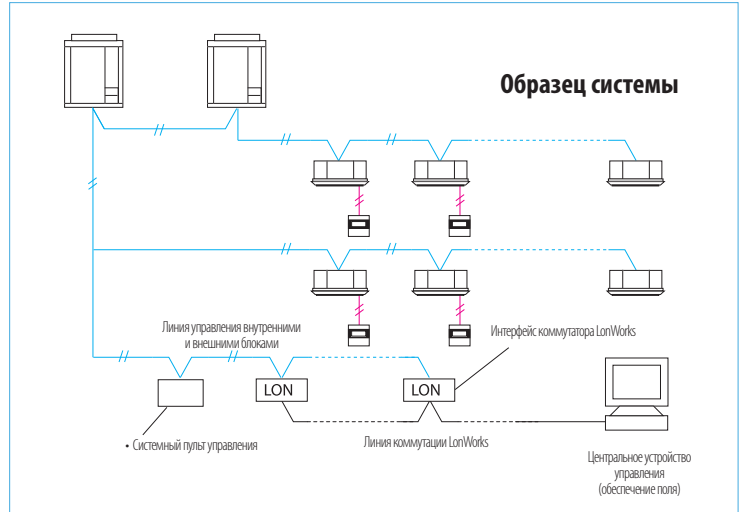 Образец системы
Линия управления внутренними
и внешними блоками
Интерфейс коммутатора LonWorks
LON
LON
• Системный пульт управления
Линия коммутации LonWorks
Центральное устройство
управления
(обеспечение поля)